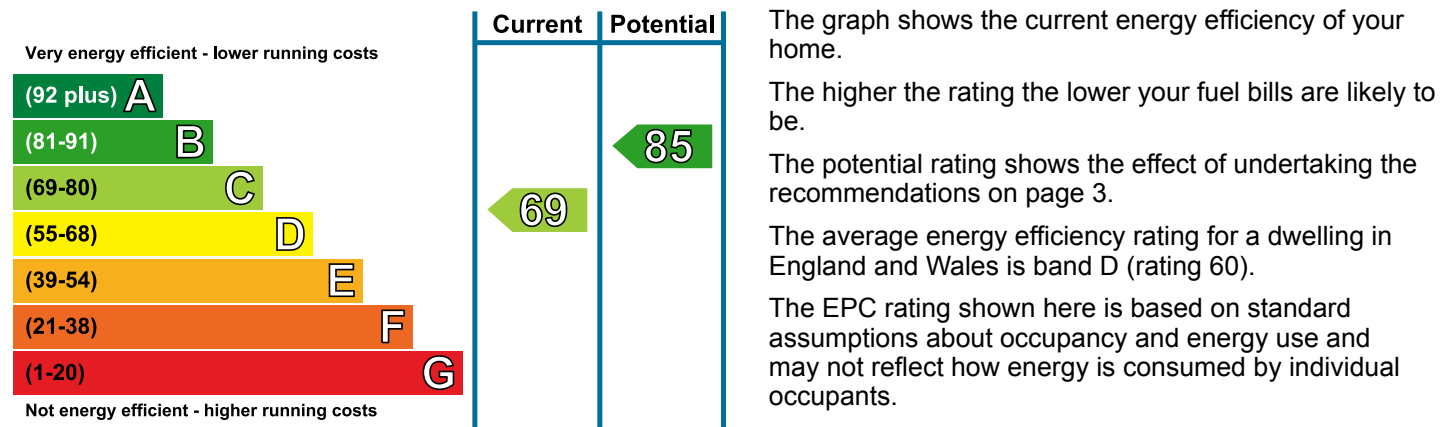 Current Potential
Very energy efficient - lower running costs
(92 plus) A
(81-91) B
85
(69-80) C
69
(55-68) D
(39-54) E
(21-38) F
(1-20) G
Not energy efficient - higher running costs
The graph shows the current energy efficiency of your
home.
The higher the rating the lower your fuel bills are likely to
be.
The potential rating shows the effect of undertaking the
recommendations on page 3.
The average energy efficiency rating for a dwelling in
England and Wales is band D (rating 60).
The EPC rating shown here is based on standard
assumptions about occupancy and energy use and
may not reflect how energy is consumed by individual
occupants.